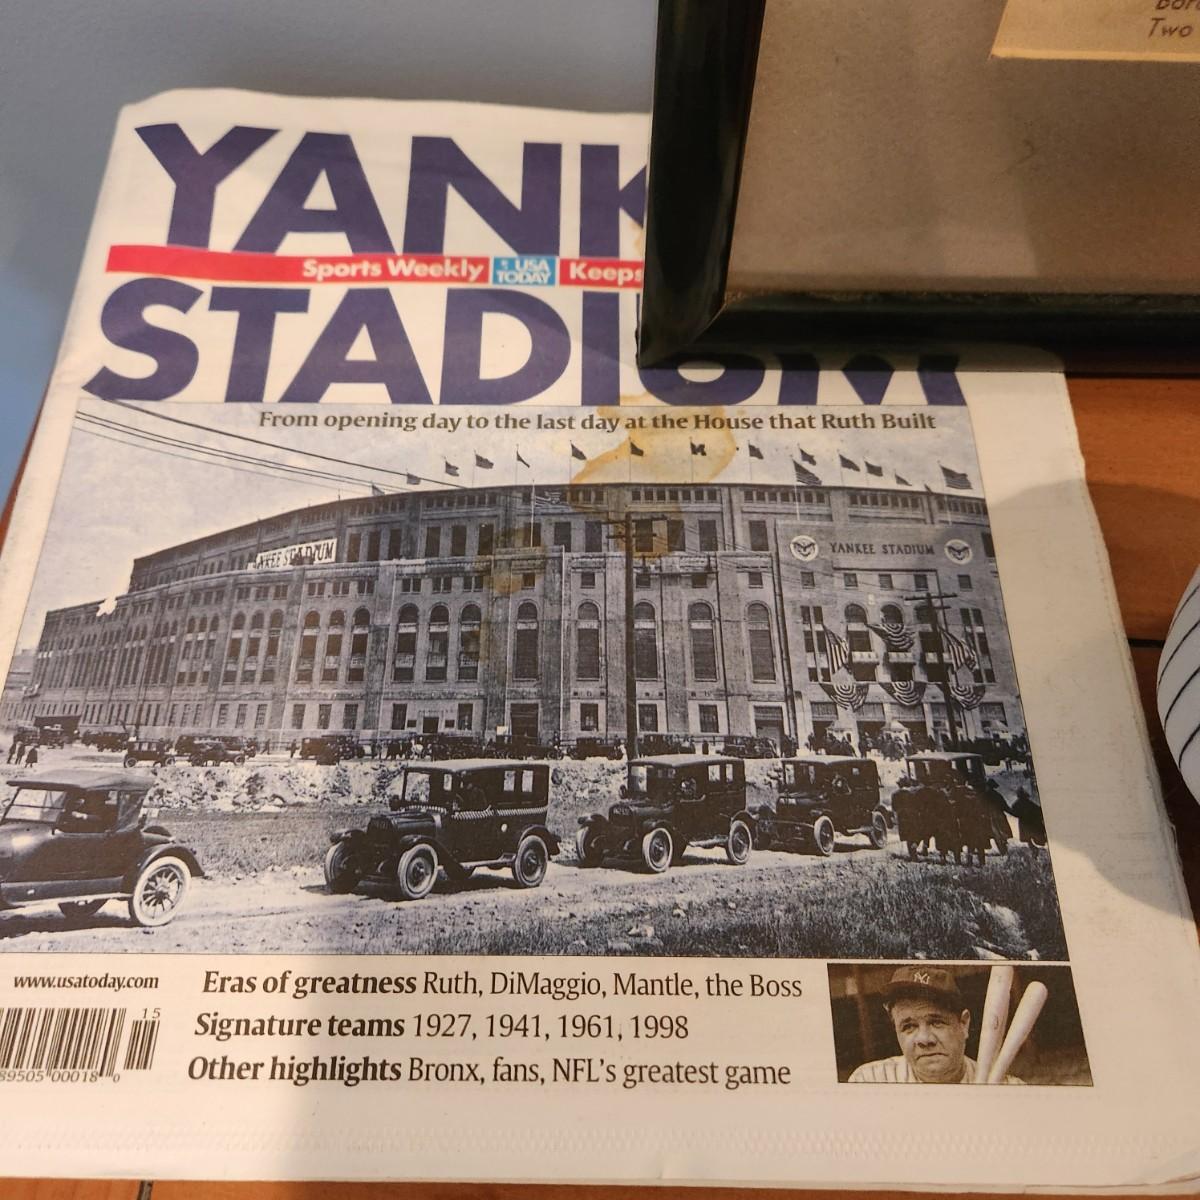 Two
YANK
Sports Weekly USA TODAY Keeps
STADIUM
From opening day to the last day at the House that Ruth Built
YANKEE STADIUM
YANKEE STADIUM
www.usatoday.com
Eras of greatness Ruth, DiMaggio, Mantle, the Boss
15
Signature teams 1927, 1941, 1961, 1998
89505 00018 0
Other highlights Bronx, fans, NFL's greatest game